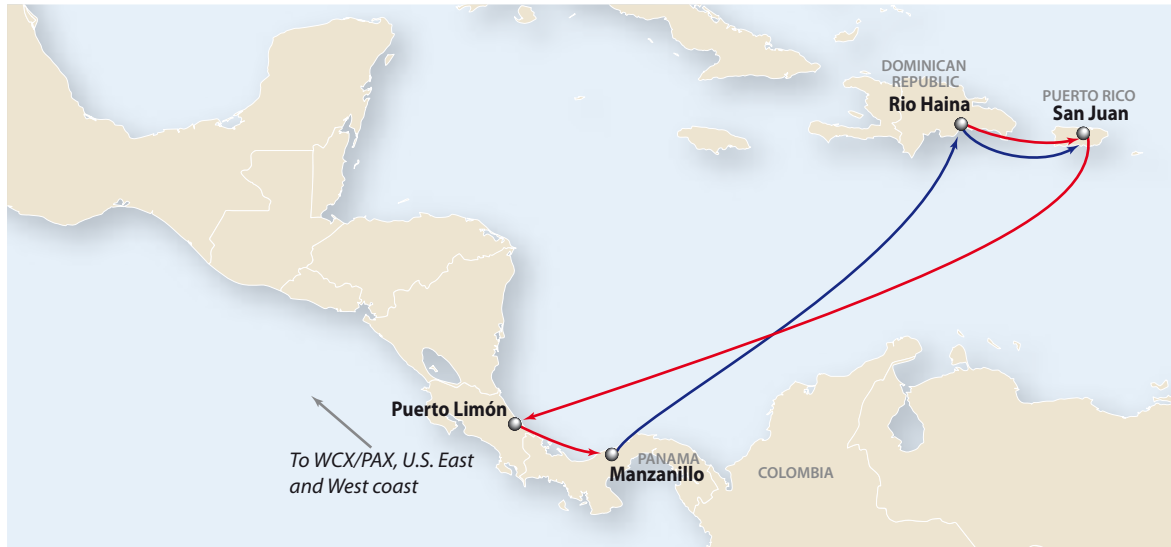 DOMINICAN
REPUBLIC
Rio Haina
PUERTO RICO
San Juan
Puerto Limón
To WCX/PAX, U.S. East
and West coast
PANAMA
Manzanillo
COLOMBIA